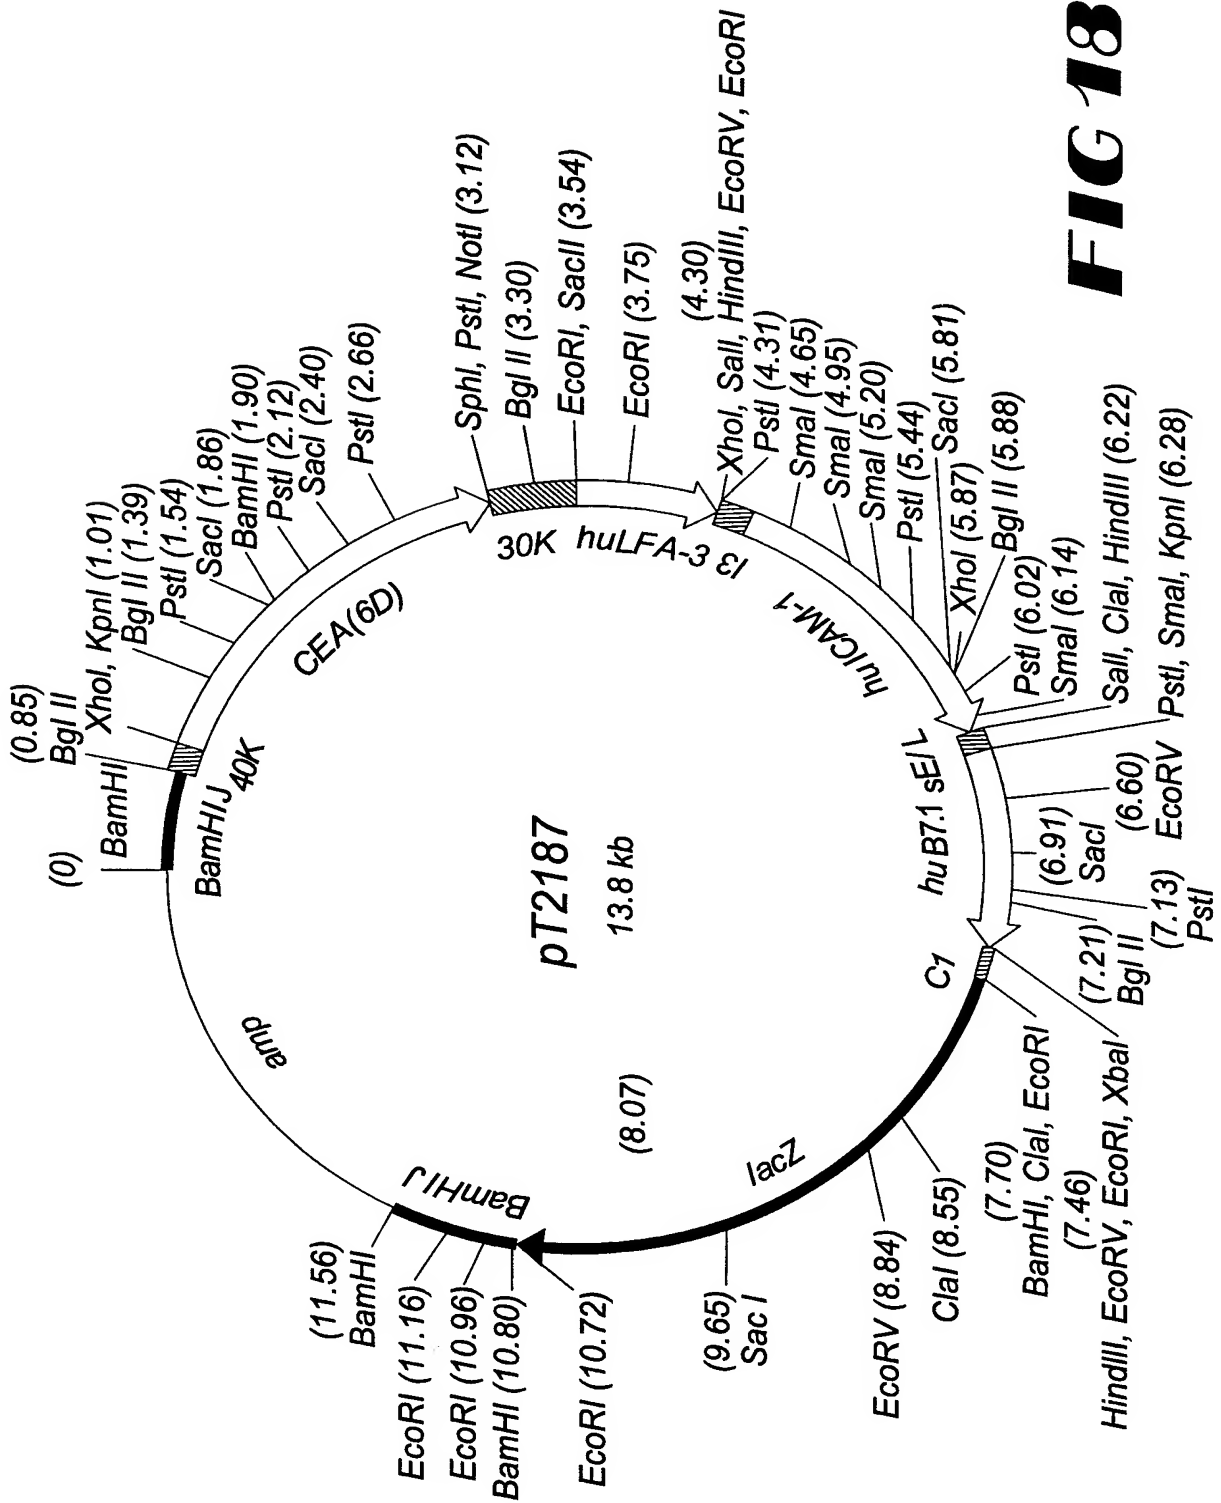 (0)
BamHI
(0.85)
Bgl II
XhoI, KpnI (1.01)
Bgl II (1.39)
PstI (1.54)
SacI (1.86)
BamHI (1.90)
PstI (2.12)
SacI (2.40)
PstI (2.66)
SphI, PstI, NotI (3.12)
Bgl II (3.30)
EcoRI, SacII (3.54)
EcoRI (3.75)
(4.30)
XhoI, SalI, HindIII, EcoRV, EcoRI
PstI (4.31)
SmaI (4.65)
SmaI (4.95)
SmaI (5.20)
PstI (5.44)
SacI (5.81)
XhoI (5.87)
Bgl II (5.88)
PstI (6.02)
SmaI (6.14)
SalI, ClaI, HindIII (6.22)
PstI, SmaI, KpnI (6.28)
(6.60)
EcoRV
(6.91)
SacI
(7.13)
PstI
(7.21)
Bgl II
(7.46)
HindIII, EcoRV, EcoRI, XbaI
(7.70)
BamHI, ClaI, EcoRI
ClaI (8.55)
EcoRV (8.84)
(9.65)
Sac I
EcoRI (10.72)
BamHI (10.80)
EcoRI (10.96)
EcoRI (11.16)
(11.56)
BamHI
BamHI J
40K
CEA(6D)
30K
huLFA-3
I3
huICAM-1
sE/L
huB7.1
C1
lacZ
(8.07)
BamHI J
amp
pT2187
13.8 kb
FIG 18